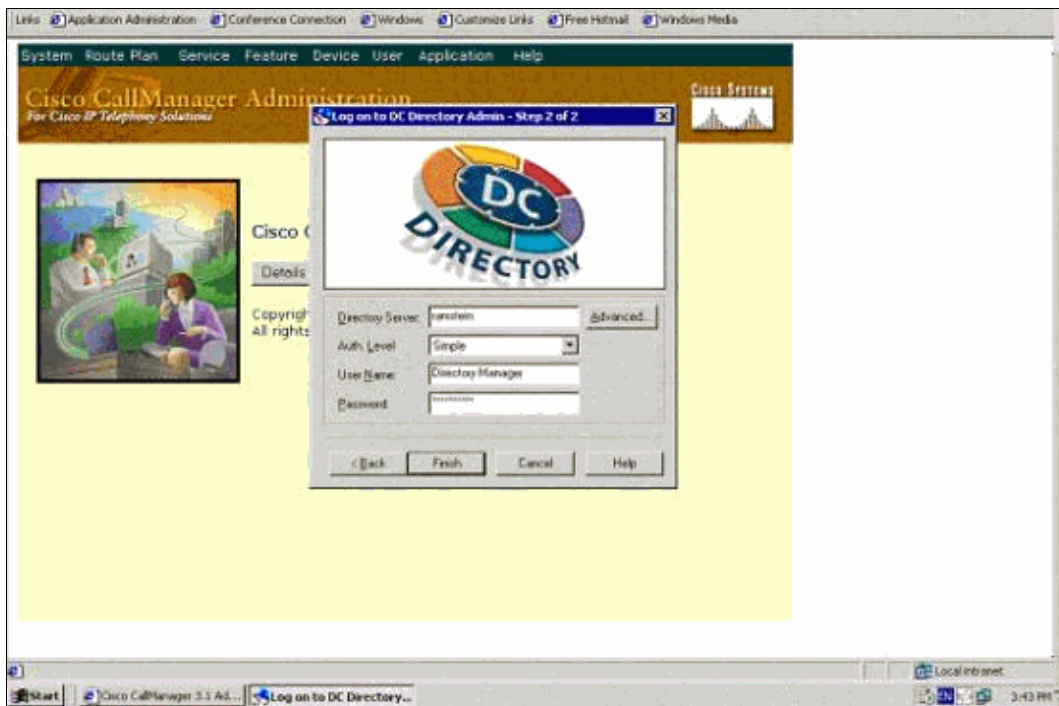 Links Application Administration Conference Connection Windows Customize Links Free Hotmail Windows Media
System Route Plan Service Feature Device User Application Help
Cisco CallManager Administration
For Cisco IP Telephony Solutions
CISCO SYSTEMS
Log on to DC Directory Admin - Step 2 of 2
DC
DIRECTORY
Cisco C
Details
Copyrigh
All rights
Directory Server:
Advanced...
Auth. Level Simple
User Name: Directory Manager
Password:
< Back Finish Cancel Help
Local intranet
Start Cisco CallManager 3.1 Ad... Log on to DC Directory... EN 3:43 PM